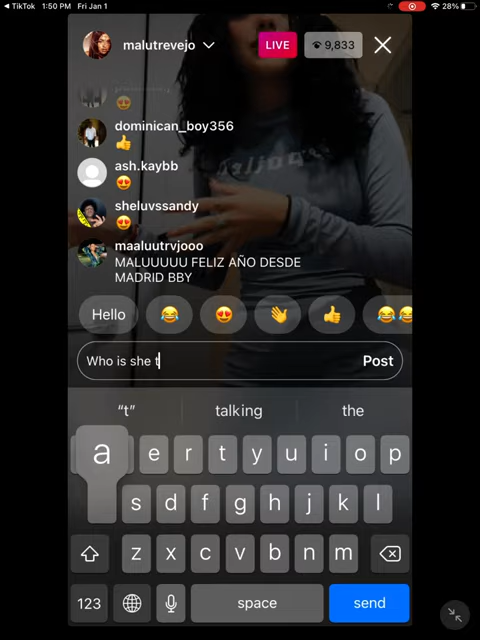 TikTok 1:50 PM Fri Jan 1 28%
malutrevejo LIVE 9,833
dominican_boy356
ash.kaybb
sheluvssandy
maaluutrvjooo
MALUUUUU FELIZ AÑO DESDE
MADRID BBY
Hello
Who is she t Post
“t” talking the
a e r t y u i o p
s d f g h j k l
z x c v b n m
123 space send